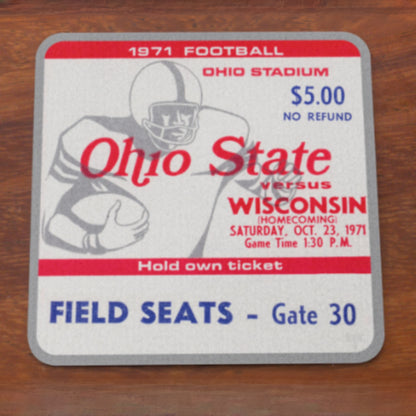 1971 FOOTBALL
OHIO STADIUM
$5.00
NO REFUND
Ohio State
versus
WISCONSIN
(HOMECOMING)
SATURDAY, OCT. 23, 1971
Game Time 1:30 P.M.
Hold own ticket
FIELD SEATS - Gate 30